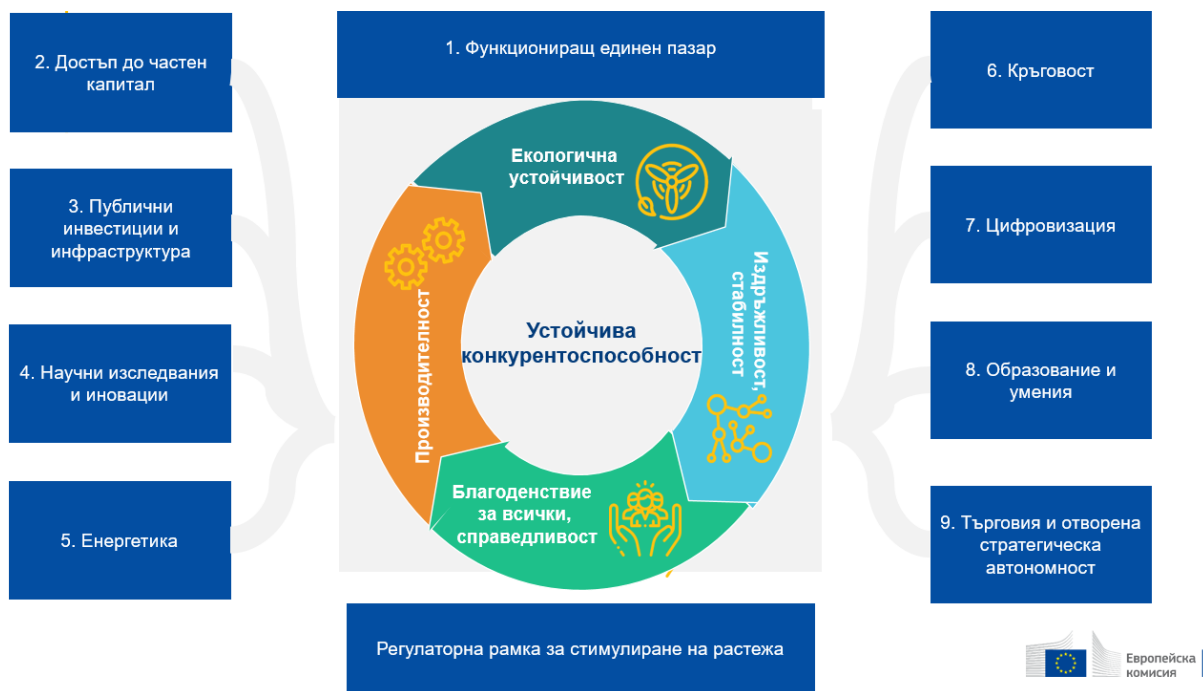 1. Функциониращ единен пазар
2. Достъп до частен
капитал
3. Публични
инвестиции и
инфраструктура
4. Научни изследвания
и иновации
5. Енергетика
Екологична
устойчивост
Издръжливост,
стабилност
Производителност
Устойчива
конкурентоспособност
Благоденствие
за всички,
справедливост
6. Кръговост
7. Цифровизация
8. Образование и
умения
9. Търговия и отворена
стратегическа
автономност
Регулаторна рамка за стимулиране на растежа
Европейска
комисия